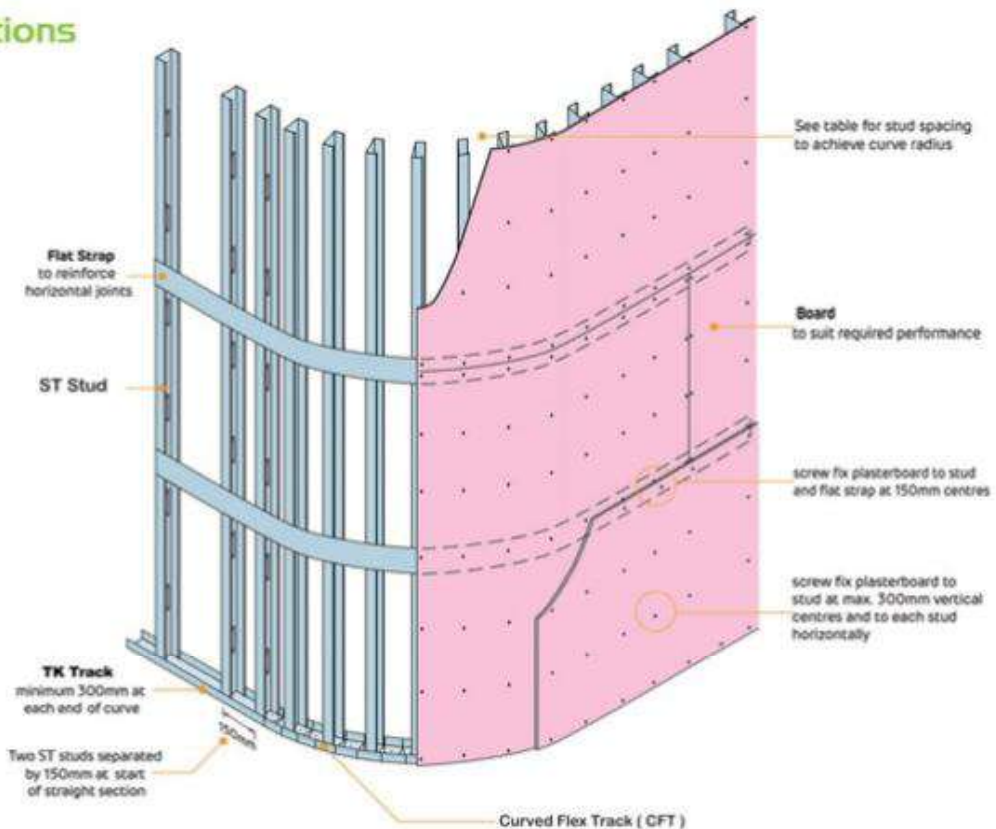 tions
See table for stud spacing
to achieve curve radius
Flat Strap
to reinforce
horizontal joints
Board
to suit required performance
ST Stud
screw fix plasterboard to stud
and flat strap at 150mm centres
screw fix plasterboard to
stud at max. 300mm vertical
centres and to each stud
horizontally
TK Track
minimum 300mm at
each end of curve
150mm
Two ST studs separated
by 150mm at start
of straight section
Curved Flex Track ( CFT )